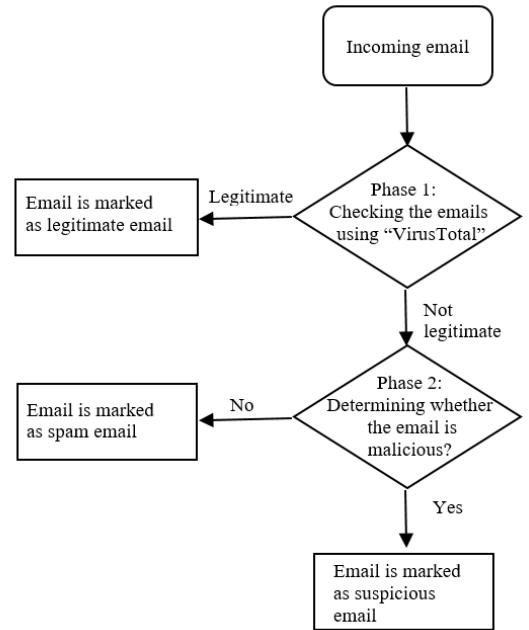 Incoming email
Phase 1:
Checking the emails
using “VirusTotal”
Legitimate
Email is marked
as legitimate email
Not
legitimate
Phase 2:
Determining whether
the email is
malicious?
No
Email is marked
as spam email
Yes
Email is marked
as suspicious
email